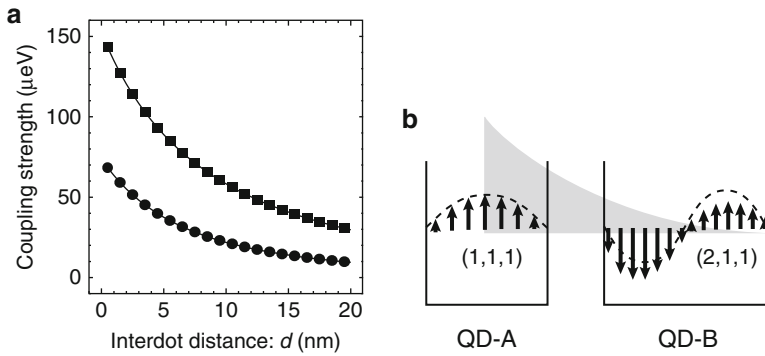 a
150
100
50
0
Coupling strength (μeV)
0 5 10 15 20
Interdot distance: d (nm)
b
(1,1,1) (2,1,1)
QD-A QD-B